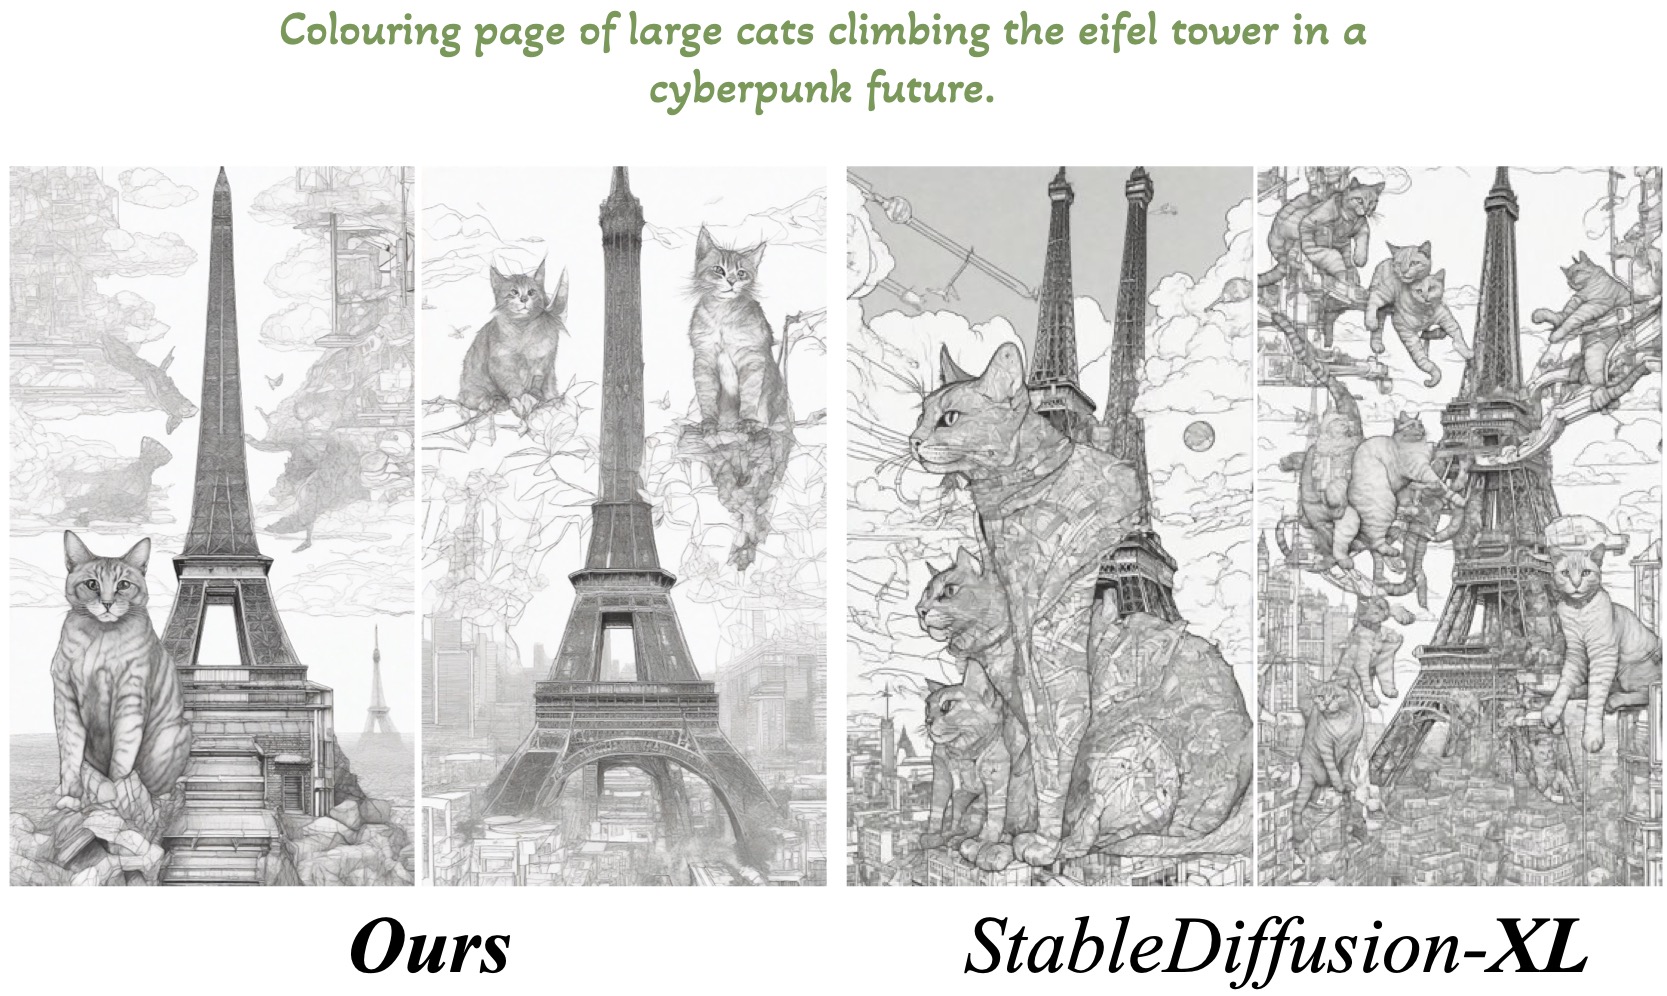 Colouring page of large cats climbing the eifel tower in a
cyberpunk future.
Ours
StableDiffusion-XL